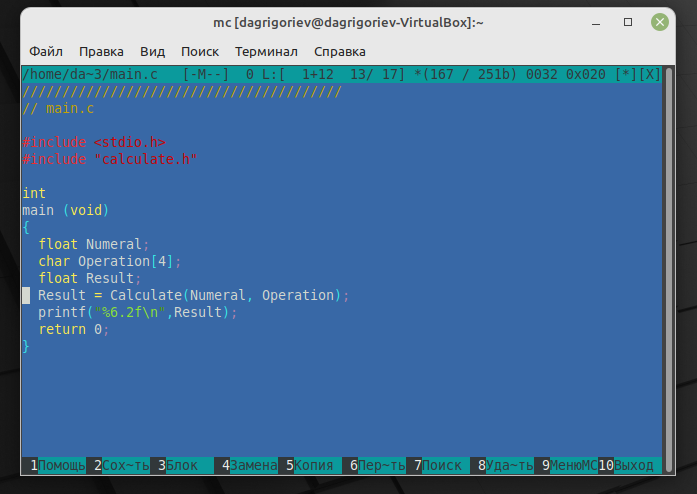 mc [dagrigoriev@dagrigoriev-VirtualBox]:~
Файл Правка Вид Поиск Терминал Справка
/home/da~3/main.c   [-M--]  0 L:[  1+12  13/ 17] *(167 / 251b) 0032 0x020 [*][X]
////////////////////////////////////////
// main.c
#include <stdio.h>
#include "calculate.h"
int
main (void)
{
  float Numeral;
  char Operation[4];
  float Result;
  Result = Calculate(Numeral, Operation);
  printf("%6.2f\n",Result);
  return 0;
}
1Помощь 2Сох~ть 3Блок 4Замена 5Копия 6Пер~ть 7Поиск 8Уда~ть 9МенюMC 10Выход